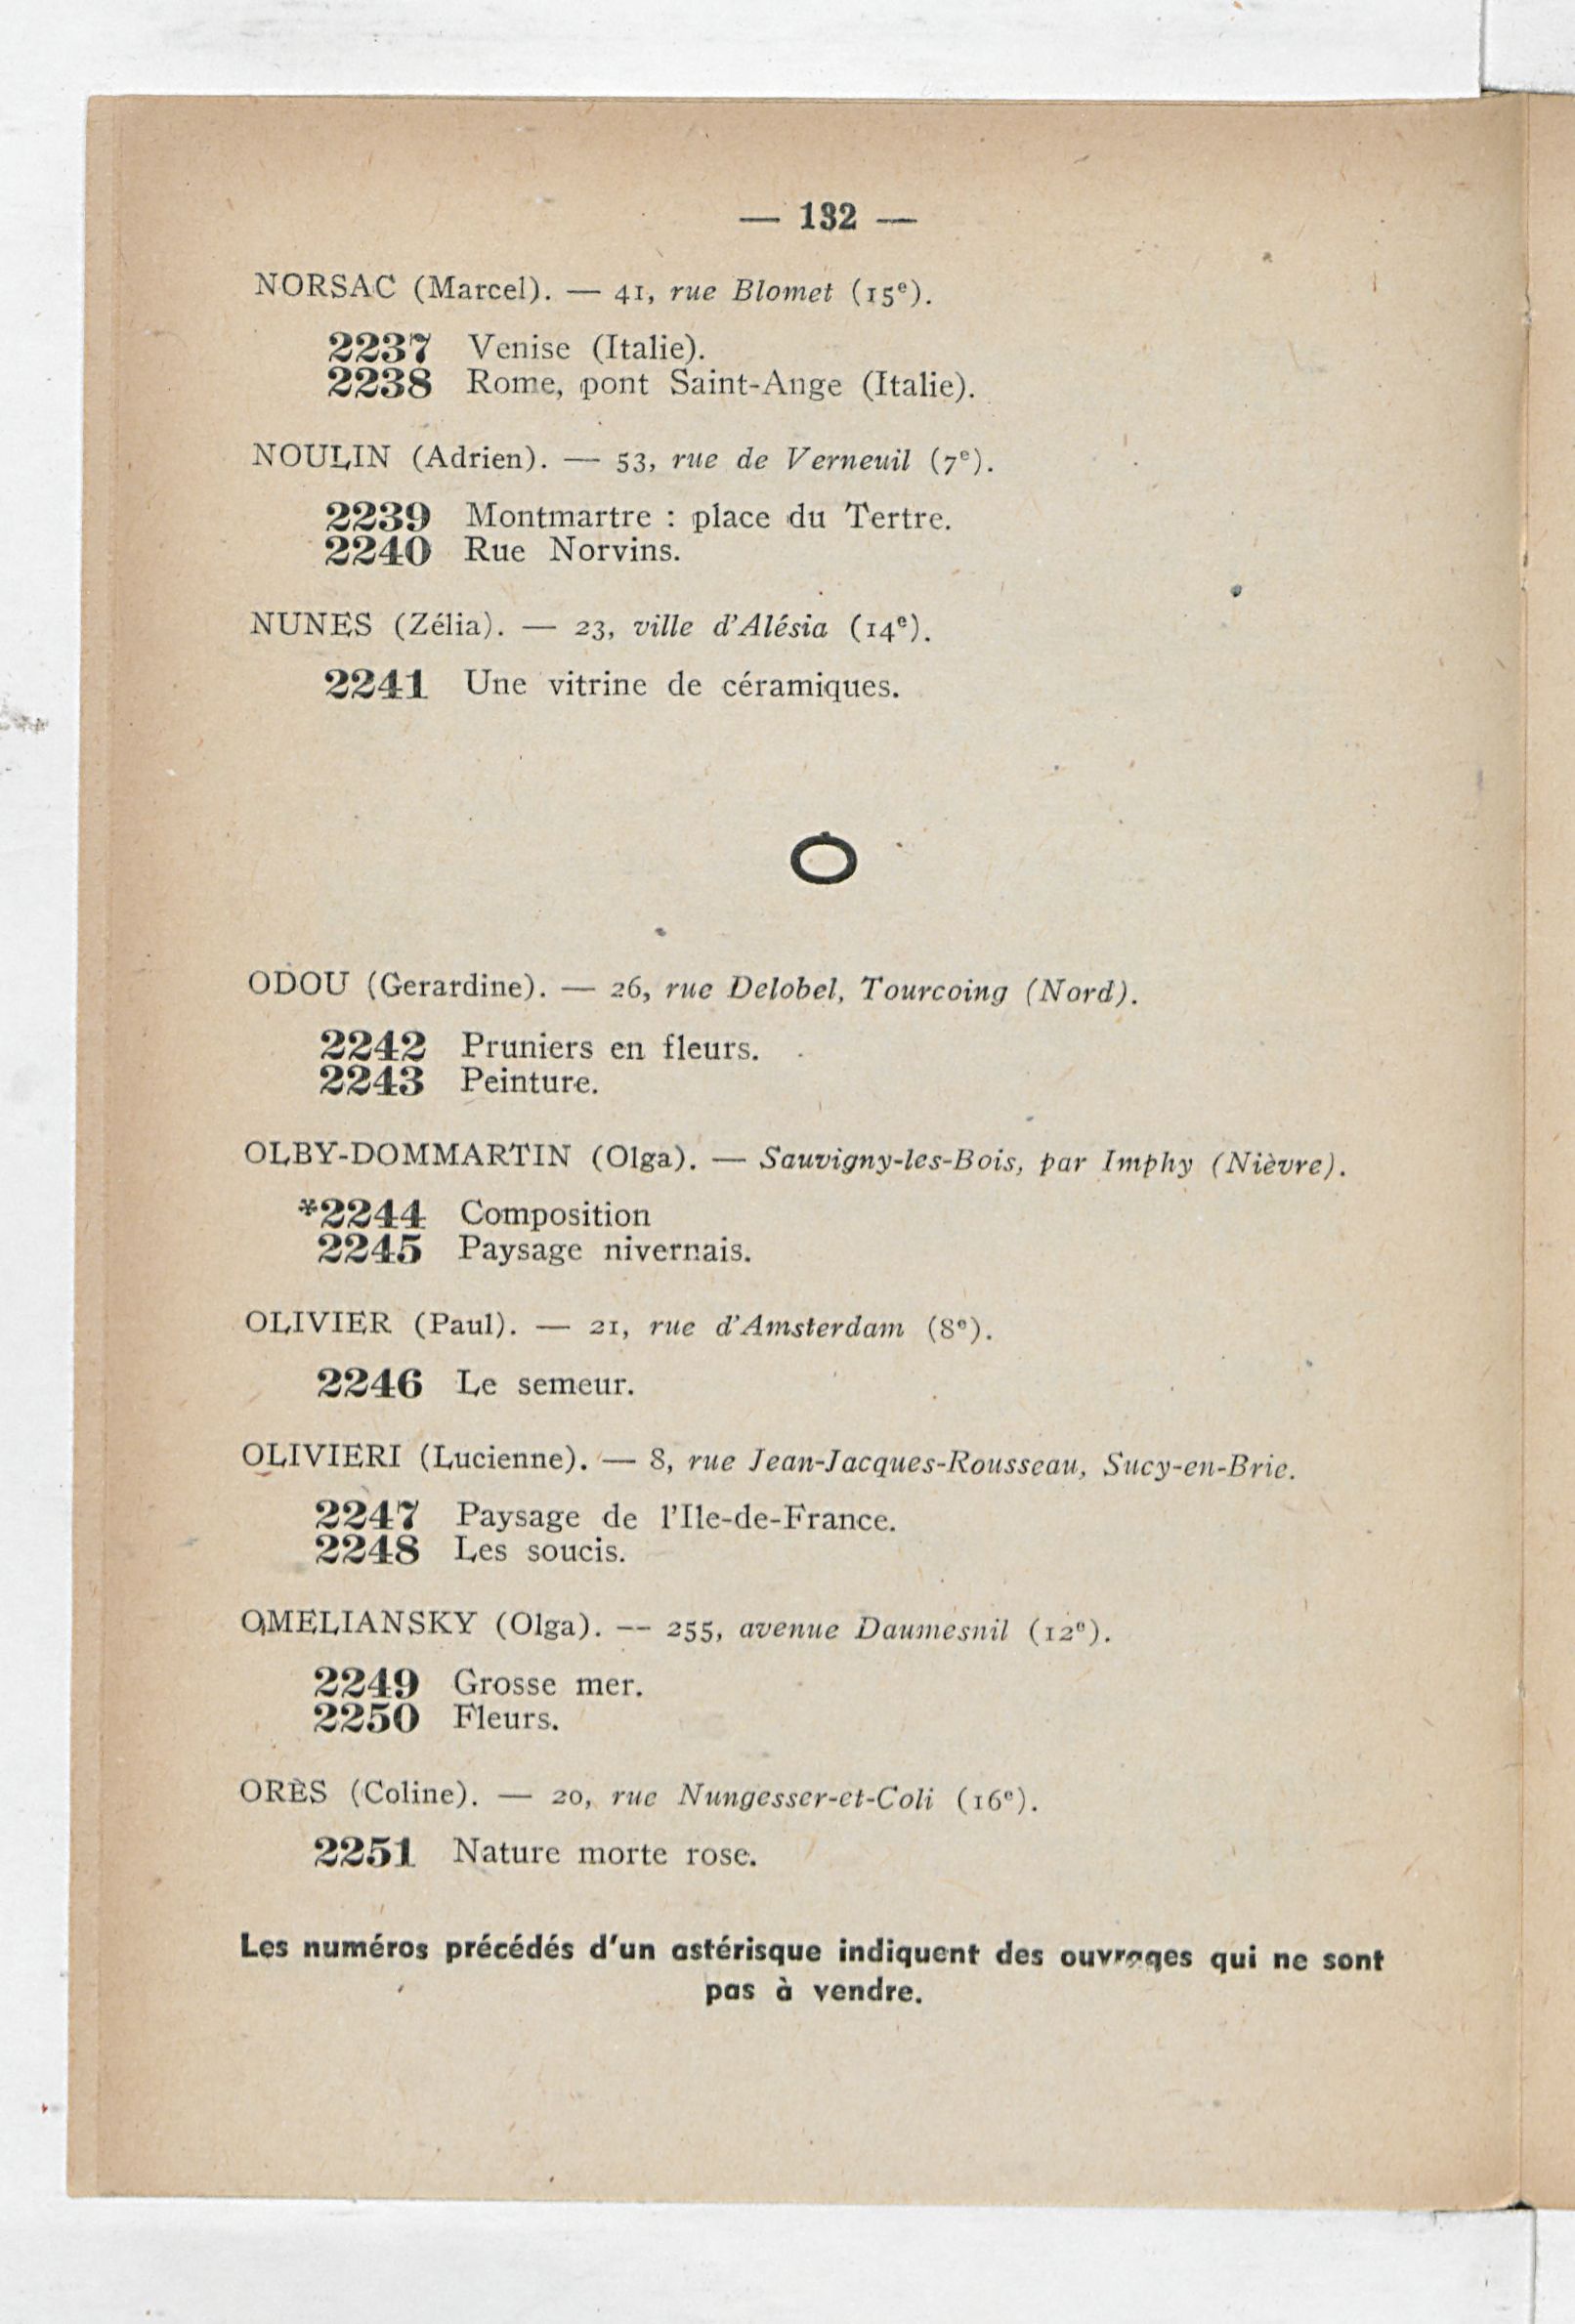 — 132 —
NORSAC (Marcel). — 41, rue Blomet (15e).
2237 Venise (Italie).
2238 Rome, pont Saint-Ange (Italie).
NOULIN (Adrien). — 53, rue de Verneuil (7e).
2239 Montmartre : place du Tertre.
2240 Rue Norvins.
NUNES (Zélia). — 23, ville d'Alésia (14e).
2241 Une vitrine de céramiques.
O
ODOU (Gerardine). — 26, rue Delobel, Tourcoing (Nord).
2242 Pruniers en fleurs.
2243 Peinture.
OLBY-DOMMARTIN (Olga). — Sauvigny-les-Bois, par Imphy (Nièvre).
*2244 Composition
2245 Paysage nivernais.
OLIVIER (Paul). — 21, rue d'Amsterdam (8e).
2246 Le semeur.
OLIVIERI (Lucienne). — 8, rue Jean-Jacques-Rousseau, Sucy-en-Brie.
2247 Paysage de l'Ile-de-France.
2248 Les soucis.
OMELIANSKY (Olga). — 255, avenue Daumesnil (12e).
2249 Grosse mer.
2250 Fleurs.
ORÈS (Coline). — 20, rue Nungesser-et-Coli (16e).
2251 Nature morte rose.
Les numéros précédés d'un astérisque indiquent des ouvrages qui ne sont
pas à vendre.